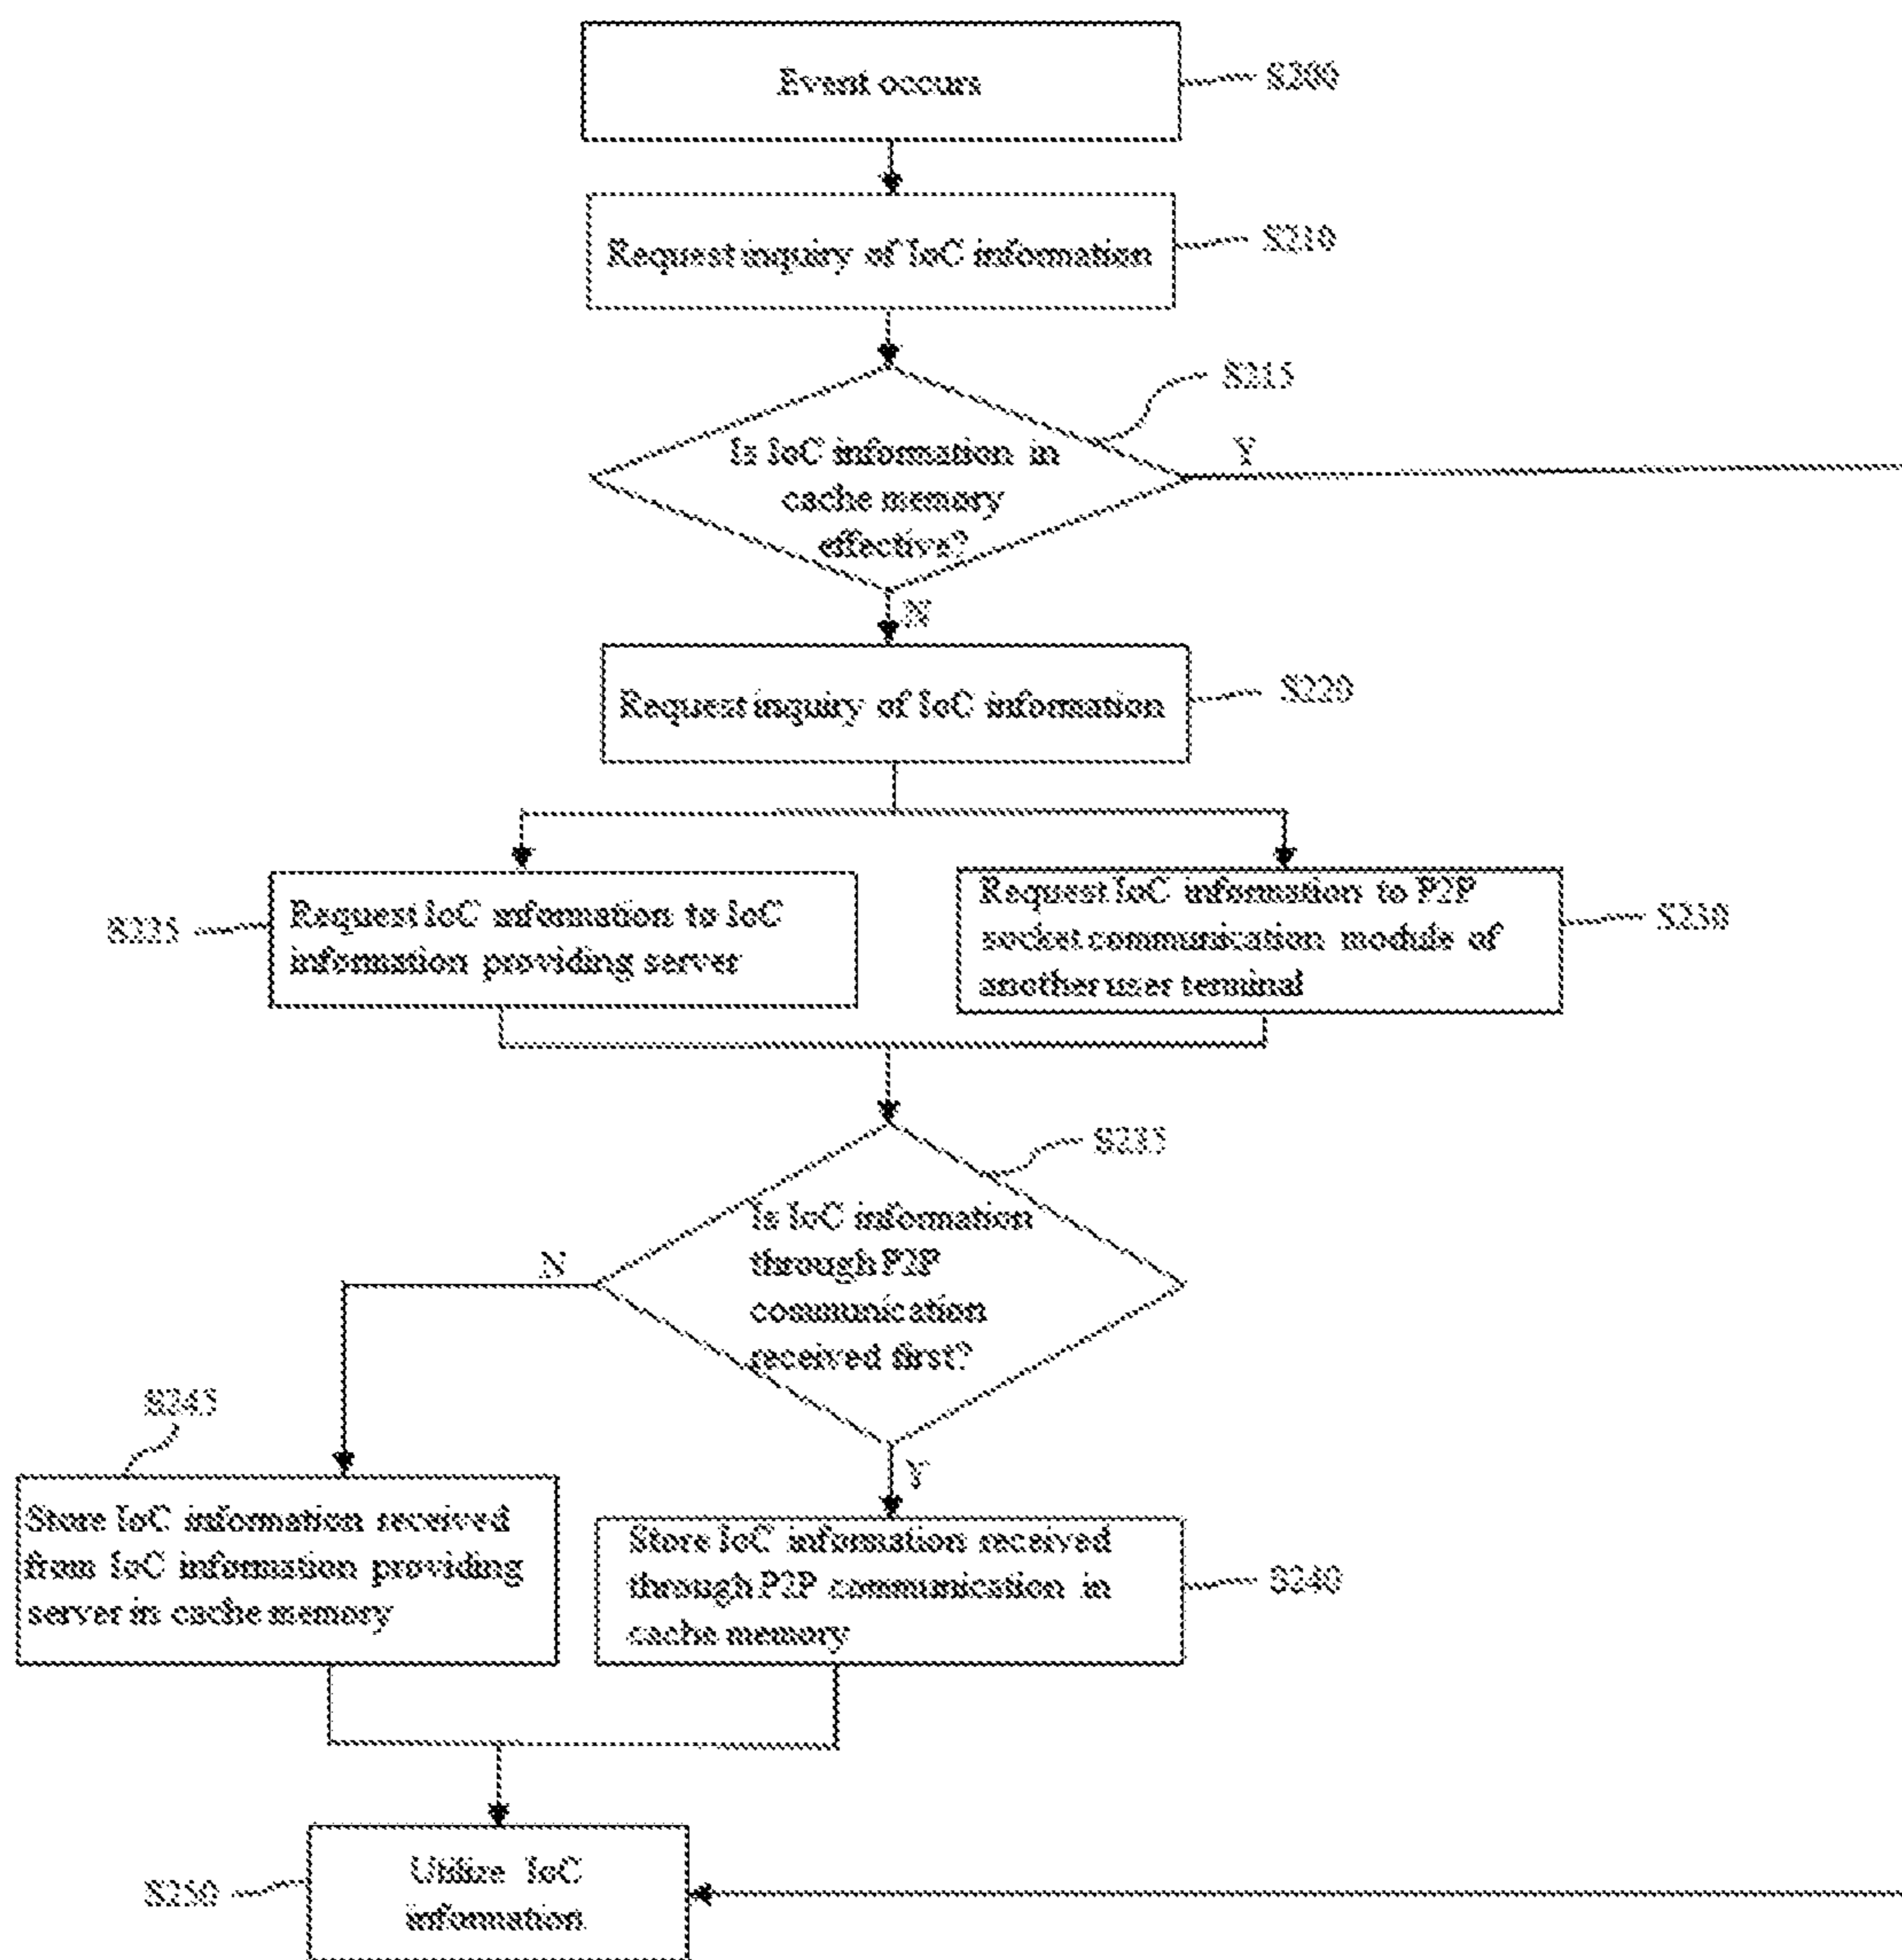 Event occurs
S200
Request inquiry of IoC information
S210
S215
Is IoC information in
cache memory
effective?
Y
N
Request inquiry of IoC information
S220
S225
Request IoC information to IoC
information providing server
Request IoC information to P2P
socket communication module of
another user terminal
S230
S235
Is IoC information
through P2P
communication
received first?
N
Y
S245
Store IoC information received
from IoC information providing
server in cache memory
Store IoC information received
through P2P communication in
cache memory
S240
S250
Utilize IoC
information